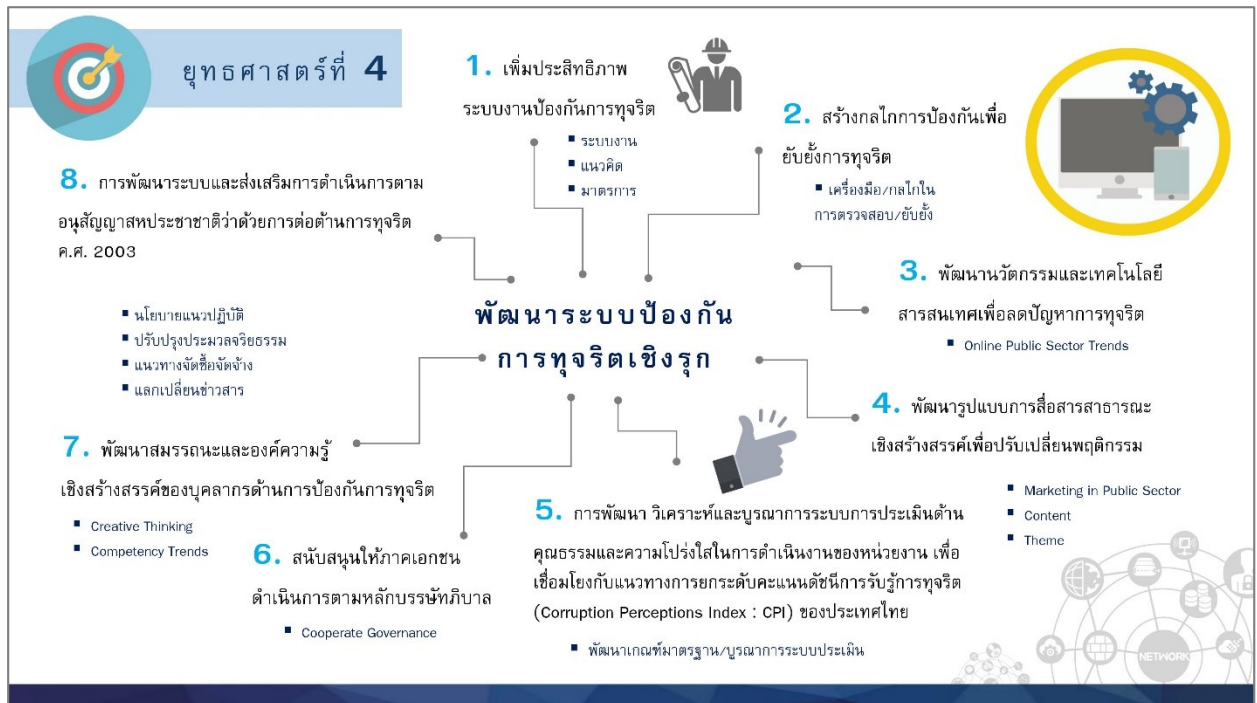 ยุทธศาสตร์ที่ 4
1. เพิ่มประสิทธิภาพ
ระบบงานป้องกันการทุจริต
▪ ระบบงาน
▪ แนวคิด
▪ มาตรการ
2. สร้างกลไกการป้องกันเพื่อ
ยับยั้งการทุจริต
▪ เครื่องมือ/กลไกใน
การตรวจสอบ/ยับยั้ง
3. พัฒนานวัตกรรมและเทคโนโลยี
สารสนเทศเพื่อลดปัญหาการทุจริต
▪ Online Public Sector Trends
4. พัฒนารูปแบบการสื่อสารสาธารณะ
เชิงสร้างสรรค์เพื่อปรับเปลี่ยนพฤติกรรม
▪ Marketing in Public Sector
▪ Content
▪ Theme
5. การพัฒนา วิเคราะห์และบูรณาการระบบการประเมินด้าน
คุณธรรมและความโปร่งใสในการดำเนินงานของหน่วยงาน เพื่อ
เชื่อมโยงกับแนวทางการยกระดับคะแนนดัชนีการรับรู้การทุจริต
(Corruption Perceptions Index : CPI) ของประเทศไทย
▪ พัฒนาเกณฑ์มาตรฐาน/บูรณาการระบบประเมิน
6. สนับสนุนให้ภาคเอกชน
ดำเนินการตามหลักบรรษัทภิบาล
▪ Cooperate Governance
7. พัฒนาสมรรถนะและองค์ความรู้
เชิงสร้างสรรค์ของบุคลากรด้านการป้องกันการทุจริต
▪ Creative Thinking
▪ Competency Trends
8. การพัฒนาระบบและส่งเสริมการดำเนินการตาม
อนุสัญญาสหประชาชาติว่าด้วยการต่อต้านการทุจริต
ค.ศ. 2003
▪ นโยบายแนวปฏิบัติ
▪ ปรับปรุงประมวลจริยธรรม
▪ แนวทางจัดซื้อจัดจ้าง
▪ แลกเปลี่ยนข่าวสาร
พัฒนาระบบป้องกัน
การทุจริตเชิงรุก
NETWORK